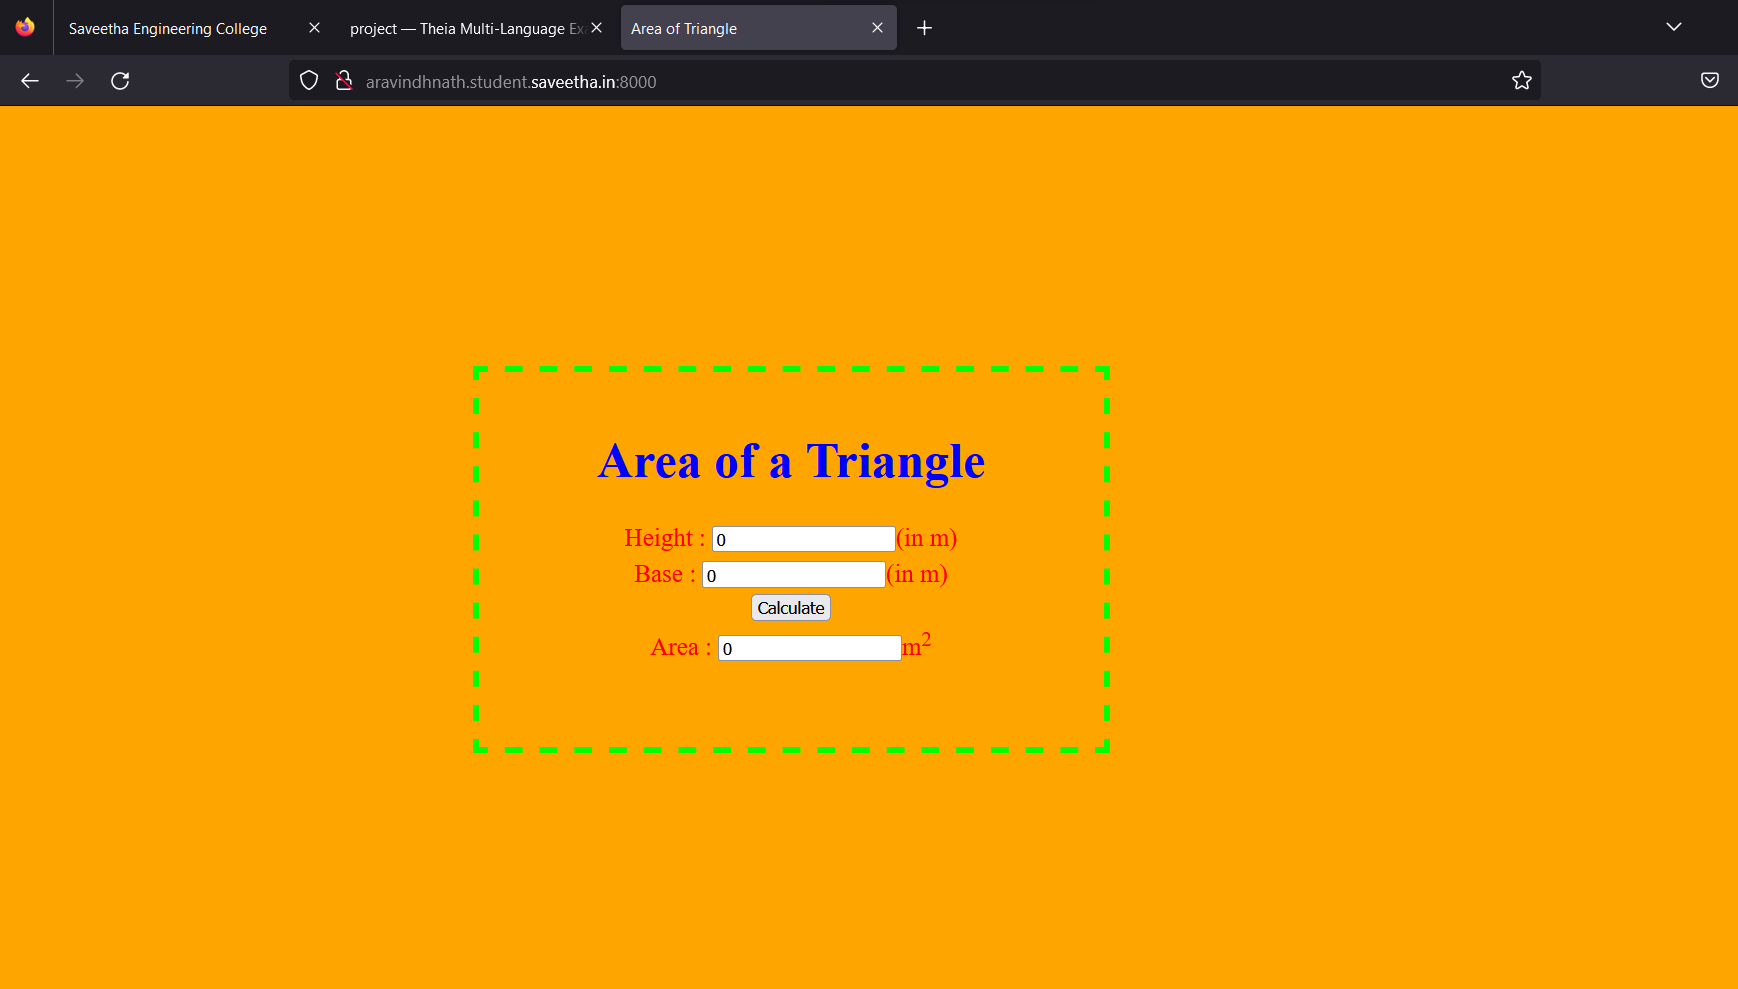 Saveetha Engineering College
project — Theia Multi-Language Ex
Area of Triangle
aravindhnath.student.saveetha.in:8000
Area of a Triangle
Height : 0 (in m)
Base : 0 (in m)
Calculate
Area : 0 m²